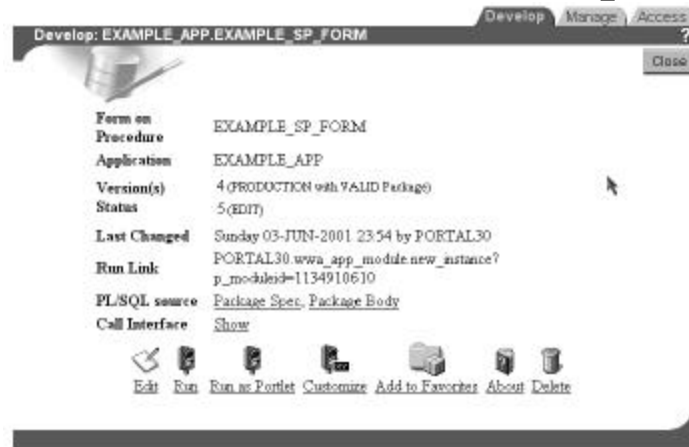 Develop Manage Access
Develop: EXAMPLE_APP.EXAMPLE_SP_FORM ?
Close
Form on
Procedure EXAMPLE_SP_FORM
Application EXAMPLE_APP
Version(s) 4 (PRODUCTION with VALID Package)
Status 5 (EDIT)
Last Changed Sunday 03-JUN-2001 23:54 by PORTAL30
Run Link PORTAL30.wwa_app_module.new_instance?
p_moduleid=1134910610
PL/SQL source Package Spec, Package Body
Call Interface Show
Edit Run Run as Portlet Customize Add to Favorites About Delete